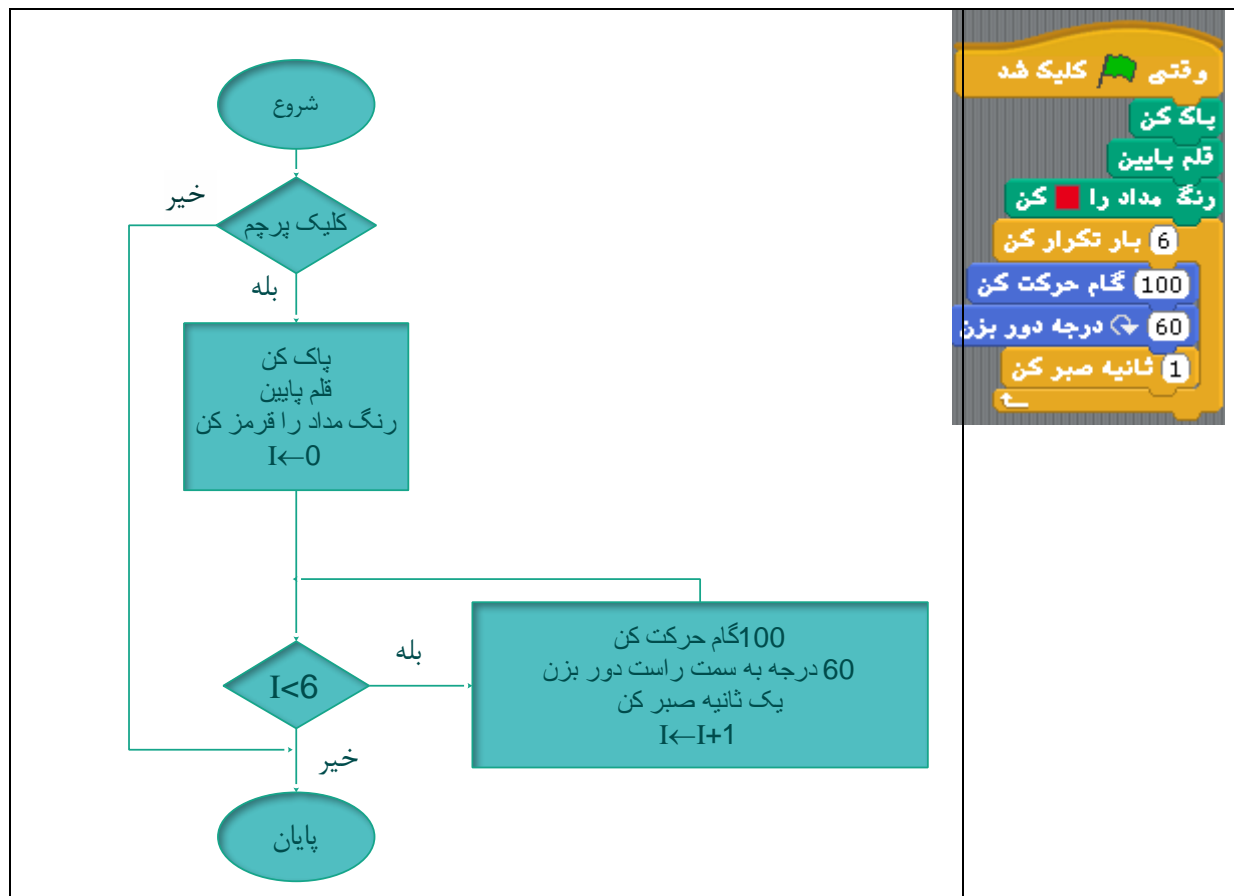 شروع
خیر
کلیک پرچم
بله
پاک کن
قلم پایین
رنگ مداد را قرمز کن
I←0
I<6
بله
100گام حرکت کن
60 درجه به سمت راست دور بزن
یک ثانیه صبر کن
I←I+1
خیر
پایان
وقتی کلیک شد
پاک کن
قلم پایین
رنگ مداد را کن
6 بار تکرار کن
100 گام حرکت کن
60 درجه دور بزن
1 ثانیه صبر کن